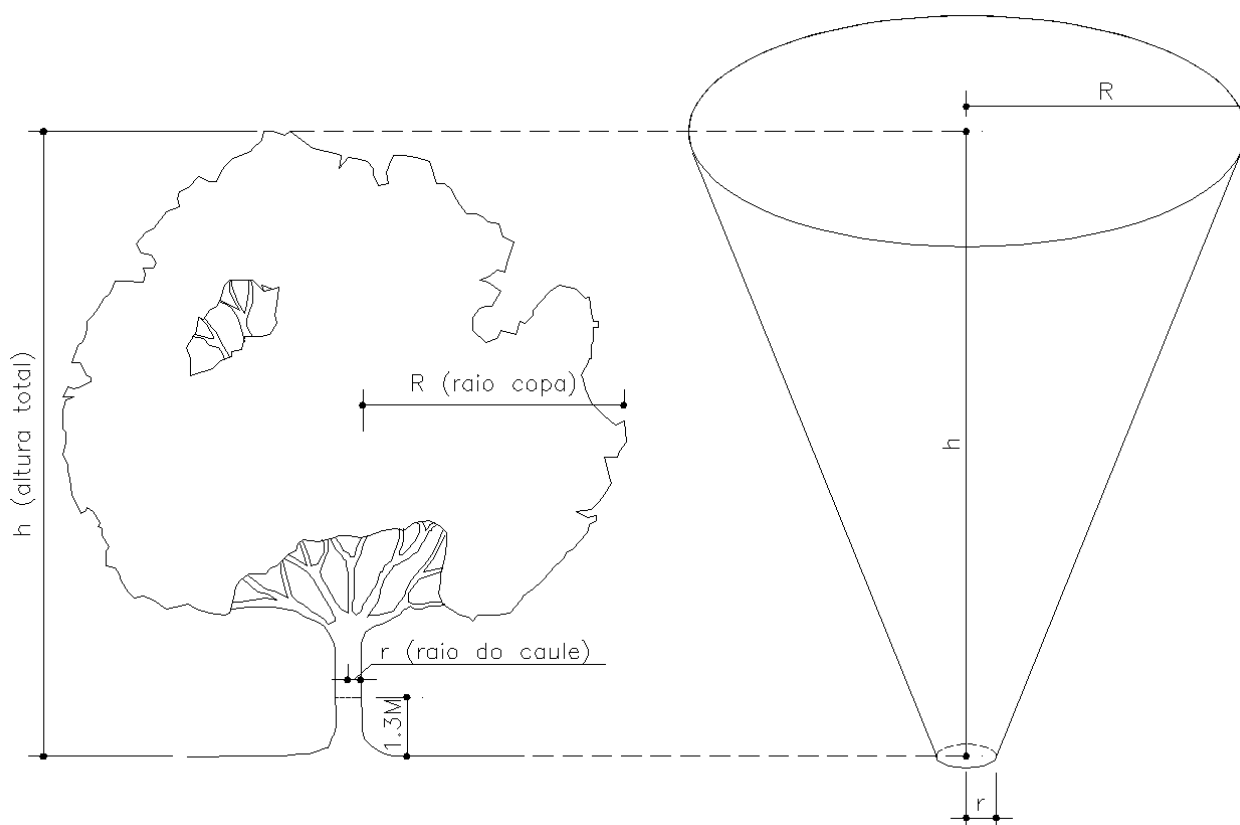 R
h (altura total)
R (raio copa)
h
r (raio do caule)
1.3M
r